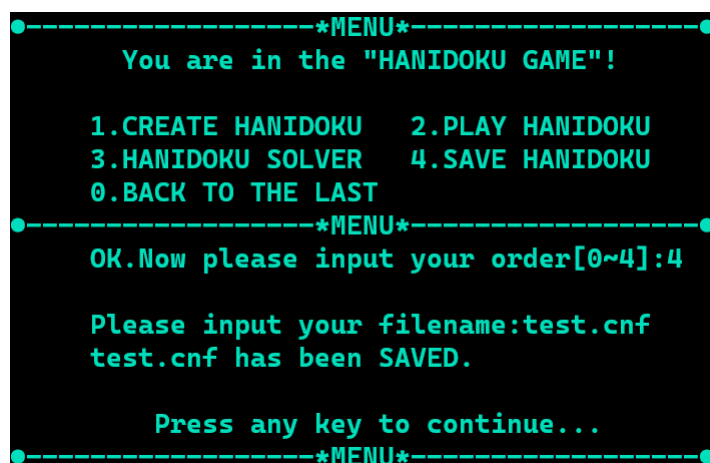 ●------------------*MENU*------------------●
You are in the "HANIDOKU GAME"!
1.CREATE HANIDOKU 2.PLAY HANIDOKU
3.HANIDOKU SOLVER 4.SAVE HANIDOKU
0.BACK TO THE LAST
●------------------*MENU*------------------●
OK.Now please input your order[0~4]:4
Please input your filename:test.cnf
test.cnf has been SAVED.
Press any key to continue...
●------------------*MENU*------------------●